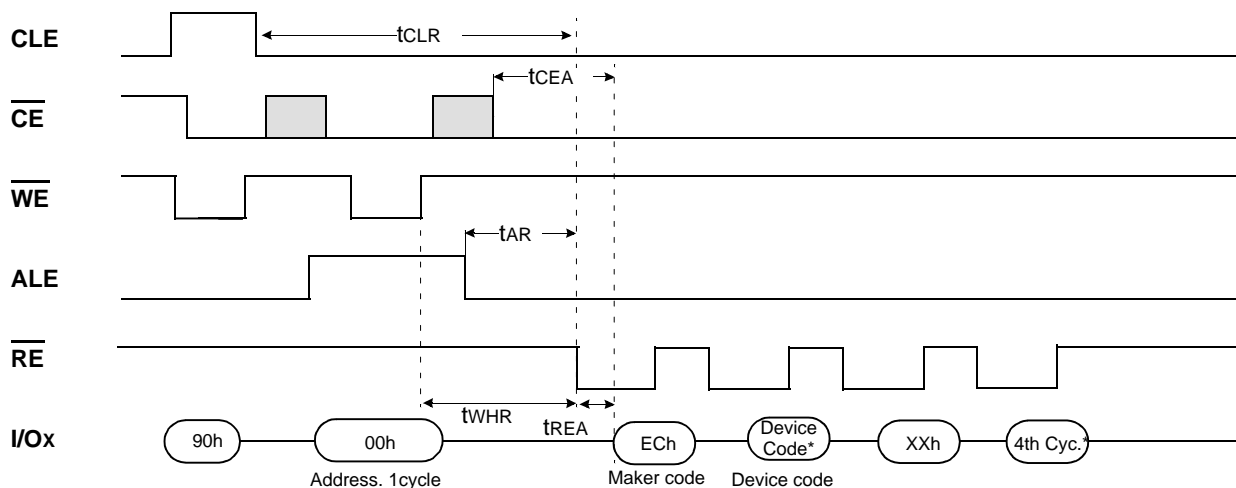 CLE
tCLR
tCEA
CE
WE
tAR
ALE
RE
tWHR
tREA
I/Ox
90h
00h
ECh
Device
Code*
XXh
4th Cyc.*
Address. 1cycle
Maker code
Device code